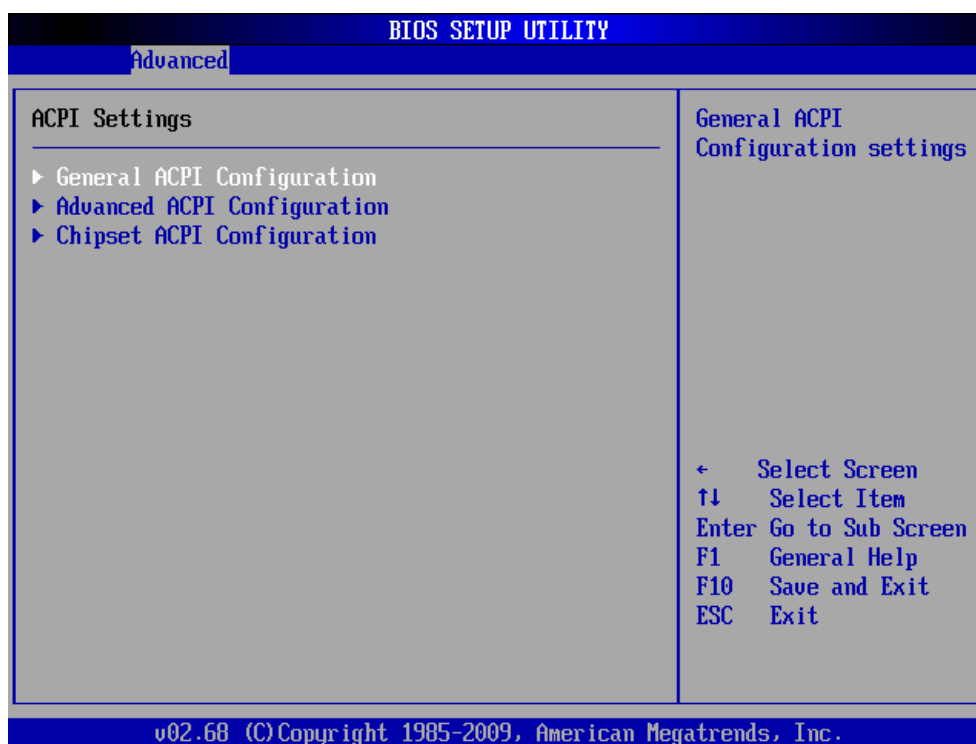 BIOS SETUP UTILITY
Advanced
ACPI Settings
▶ General ACPI Configuration
▶ Advanced ACPI Configuration
▶ Chipset ACPI Configuration
General ACPI
Configuration settings
← Select Screen
↑↓ Select Item
Enter Go to Sub Screen
F1 General Help
F10 Save and Exit
ESC Exit
v02.68 (C)Copyright 1985-2009, American Megatrends, Inc.